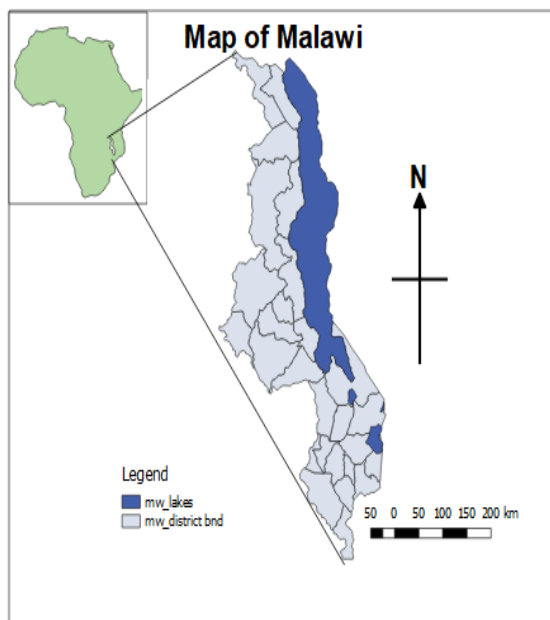 Map of Malawi
N
Legend
mw_lakes
mw_district bnd
50 0 50 100 150 200 km